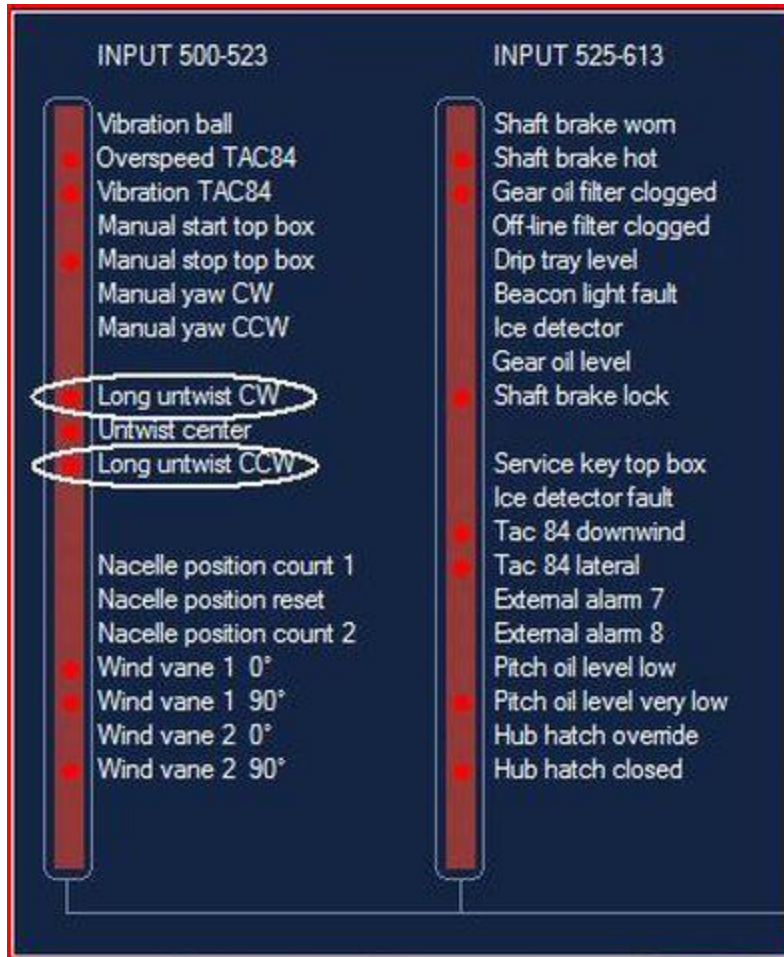 INPUT 500-523
Vibration ball
Overspeed TAC84
Vibration TAC84
Manual start top box
Manual stop top box
Manual yaw CW
Manual yaw CCW
Long untwist CW
Untwist center
Long untwist CCW
Nacelle position count 1
Nacelle position reset
Nacelle position count 2
Wind vane 1 0°
Wind vane 1 90°
Wind vane 2 0°
Wind vane 2 90°
INPUT 525-613
Shaft brake worn
Shaft brake hot
Gear oil filter clogged
Off-line filter clogged
Drip tray level
Beacon light fault
Ice detector
Gear oil level
Shaft brake lock
Service key top box
Ice detector fault
Tac 84 downwind
Tac 84 lateral
External alarm 7
External alarm 8
Pitch oil level low
Pitch oil level very low
Hub hatch override
Hub hatch closed